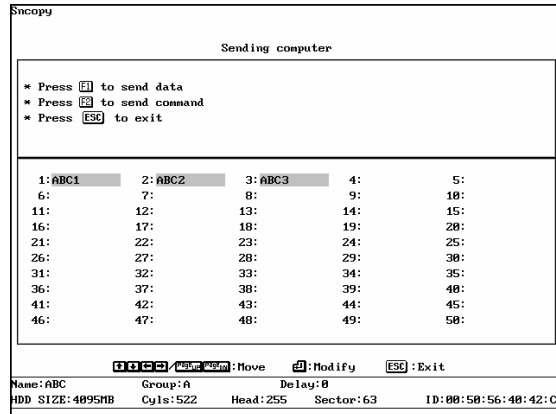 Sncopy
Sending computer
* Press F1 to send data
* Press F2 to send command
* Press ESC to exit
1:ABC1 2:ABC2 3:ABC3 4: 5:
6: 7: 8: 9: 10:
11: 12: 13: 14: 15:
16: 17: 18: 19: 20:
21: 22: 23: 24: 25:
26: 27: 28: 29: 30:
31: 32: 33: 34: 35:
36: 37: 38: 39: 40:
41: 42: 43: 44: 45:
46: 47: 48: 49: 50:
↑↓←→/PageUpPageDn:Move ⏎:Modify ESC:Exit
Name:ABC Group:A Delay:0
HDD SIZE:4095MB Cyls:522 Head:255 Sector:63 ID:00:50:56:40:42:C